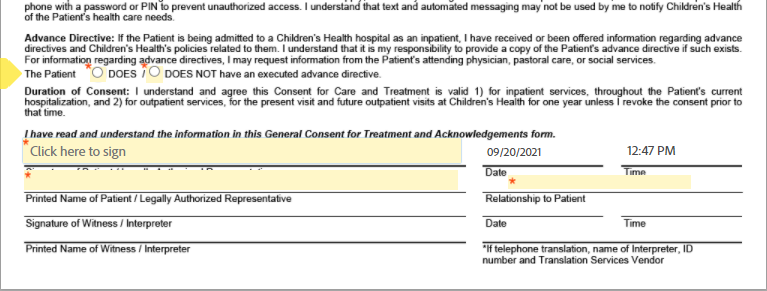 phone with a password or PIN to prevent unauthorized access. I understand that text and automated messaging may not be used by me to notify Children's Health
of the Patient's health care needs.
Advance Directive: If the Patient is being admitted to a Children's Health hospital as an inpatient, I have received or been offered information regarding advance
directives and Children's Health's policies related to them. I understand that it is my responsibility to provide a copy of the Patient's advance directive if such exists.
For information regarding advance directives, I may request information from the Patient's attending physician, pastoral care, or social services.
The Patient * DOES / * DOES NOT have an executed advance directive.
Duration of Consent: I understand and agree this Consent for Care and Treatment is valid 1) for inpatient services, throughout the Patient's current
hospitalization, and 2) for outpatient services, for the present visit and future outpatient visits at Children's Health for one year unless I revoke the consent prior to
that time.
I have read and understand the information in this General Consent for Treatment and Acknowledgements form.
* Click here to sign 09/20/2021 12:47 PM
Signature of Patient / Legally Authorized Representative Date Time
* *
Printed Name of Patient / Legally Authorized Representative Relationship to Patient
Signature of Witness / Interpreter Date Time
Printed Name of Witness / Interpreter *If telephone translation, name of Interpreter, ID
number and Translation Services Vendor